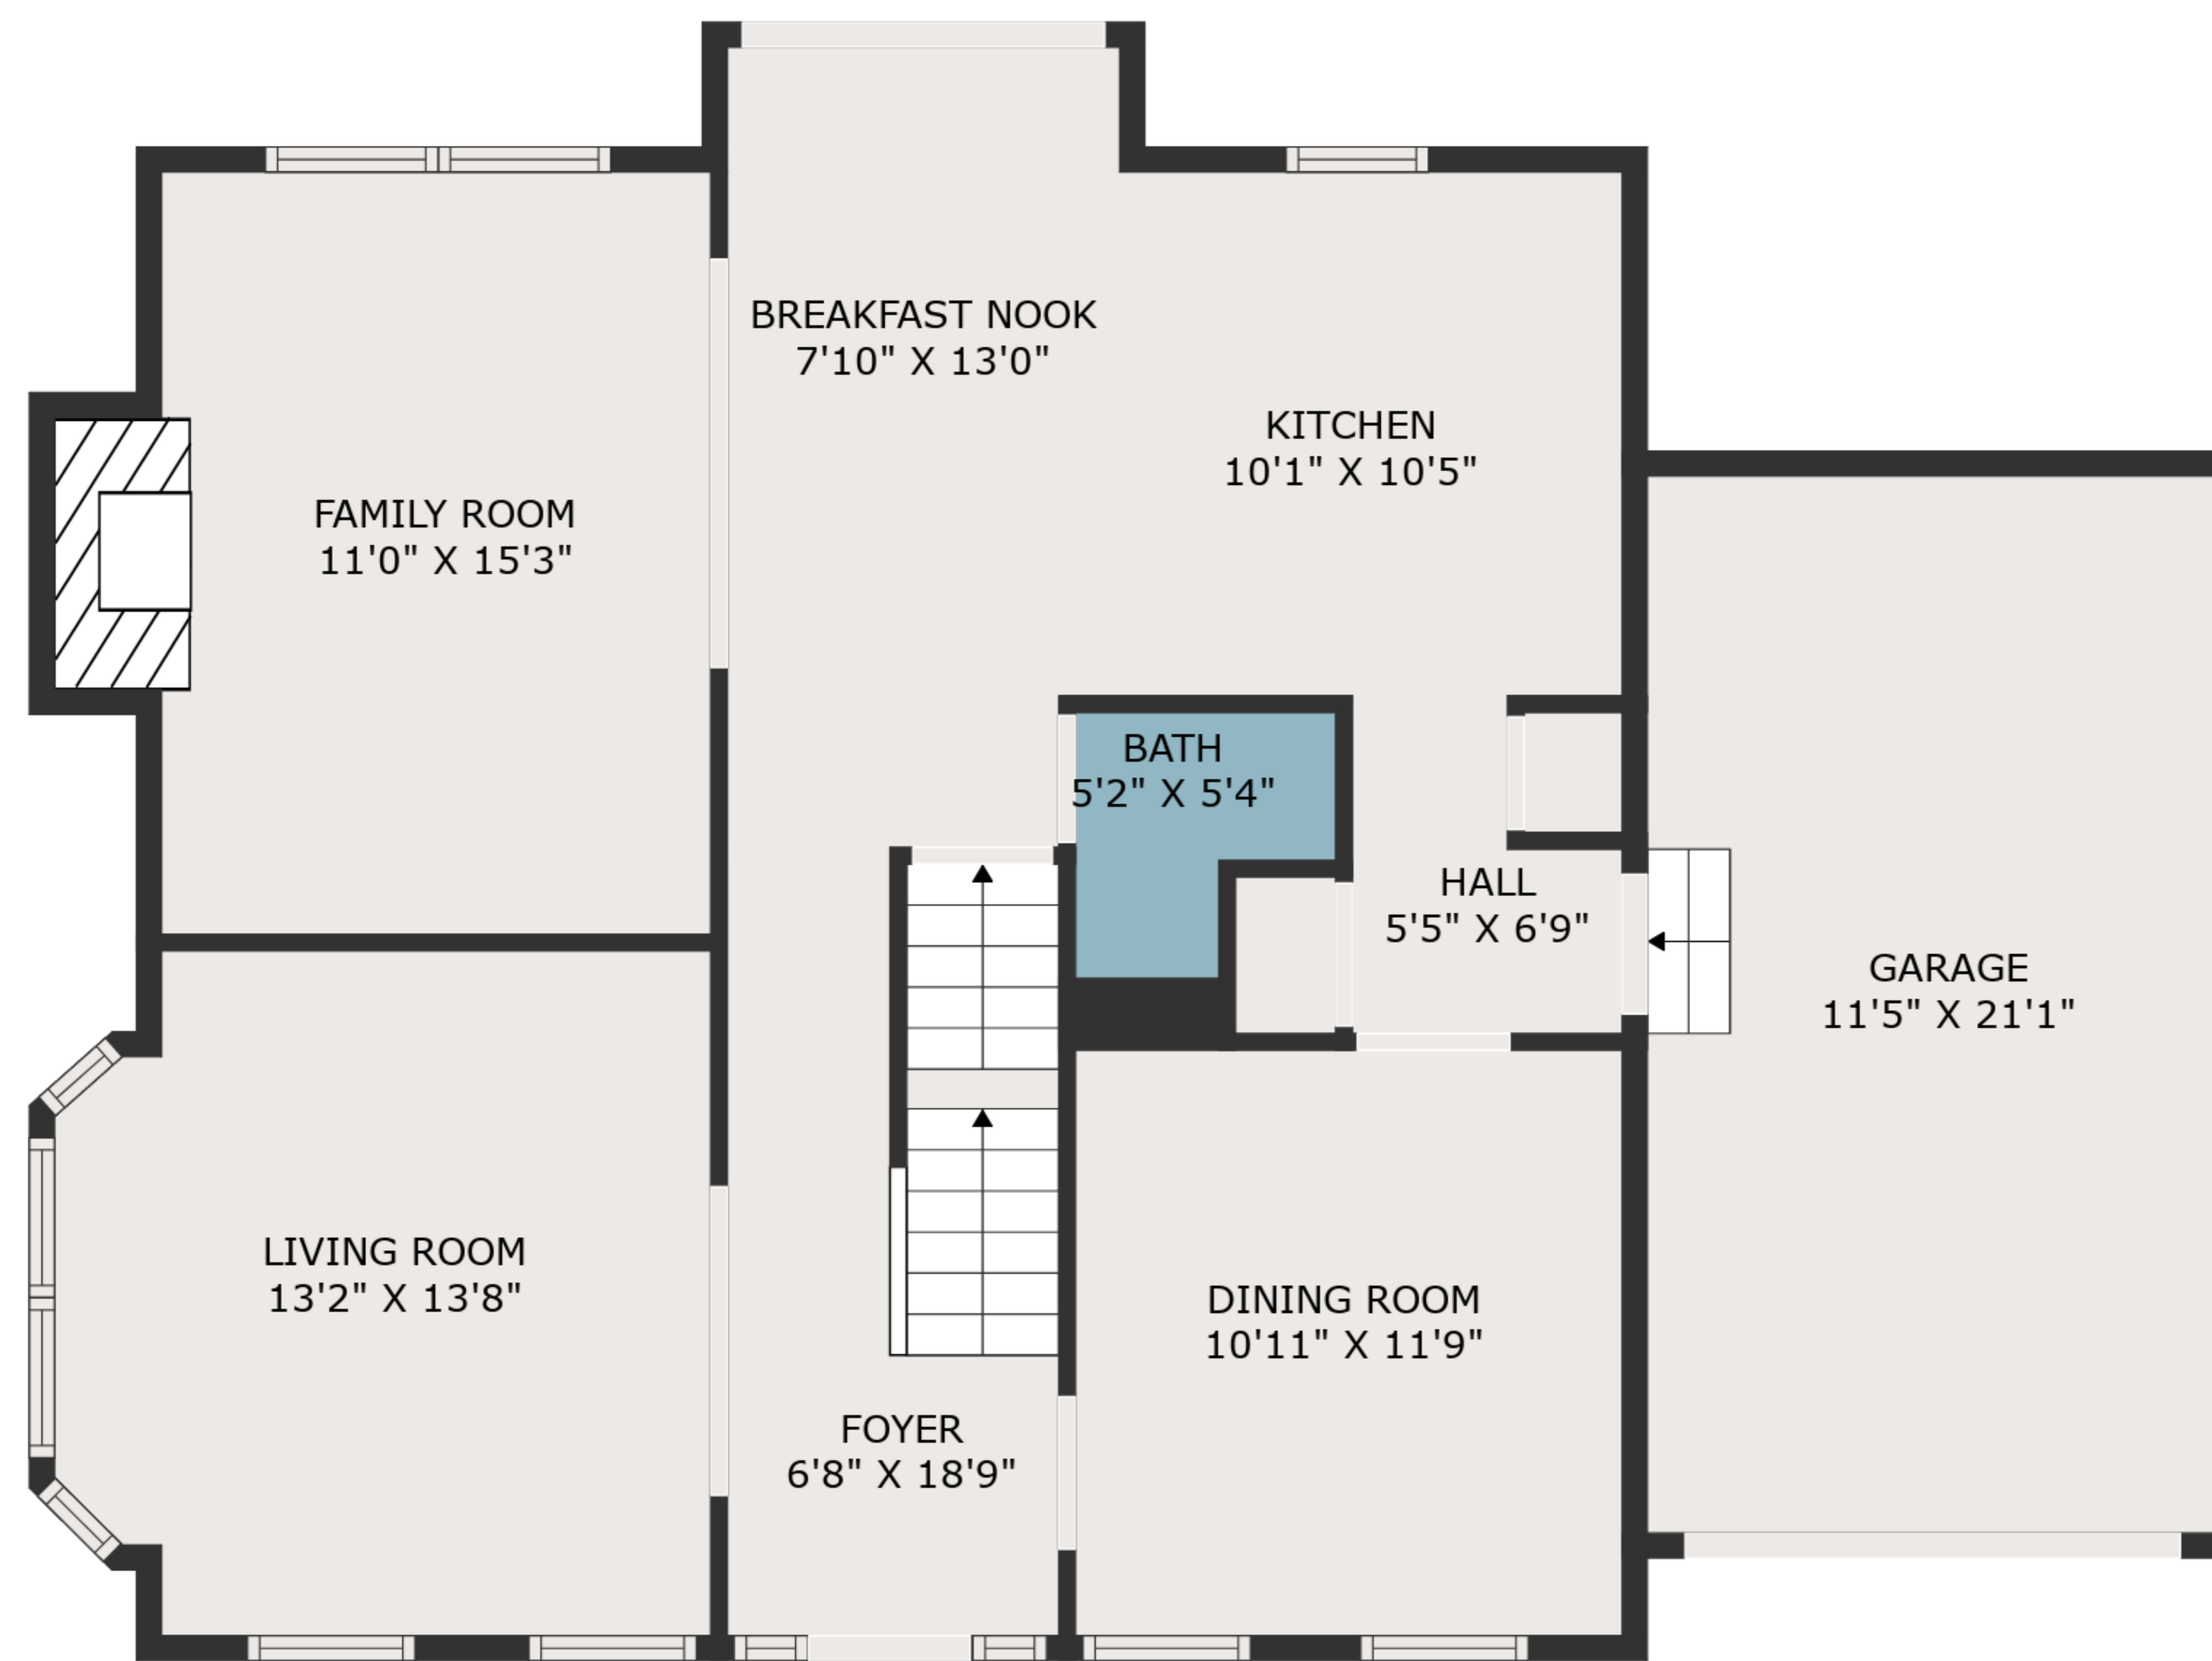 BREAKFAST NOOK
7'10" X 13'0"
KITCHEN
10'1" X 10'5"
FAMILY ROOM
11'0" X 15'3"
BATH
5'2" X 5'4"
HALL
5'5" X 6'9"
GARAGE
11'5" X 21'1"
LIVING ROOM
13'2" X 13'8"
DINING ROOM
10'11" X 11'9"
FOYER
6'8" X 18'9"